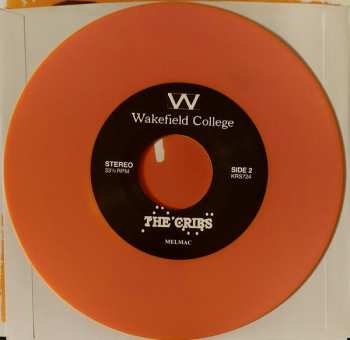 W
Wakefield College
STEREO
33⅓ RPM
SIDE 2
KRS724
THE CRIBS
MELMAC